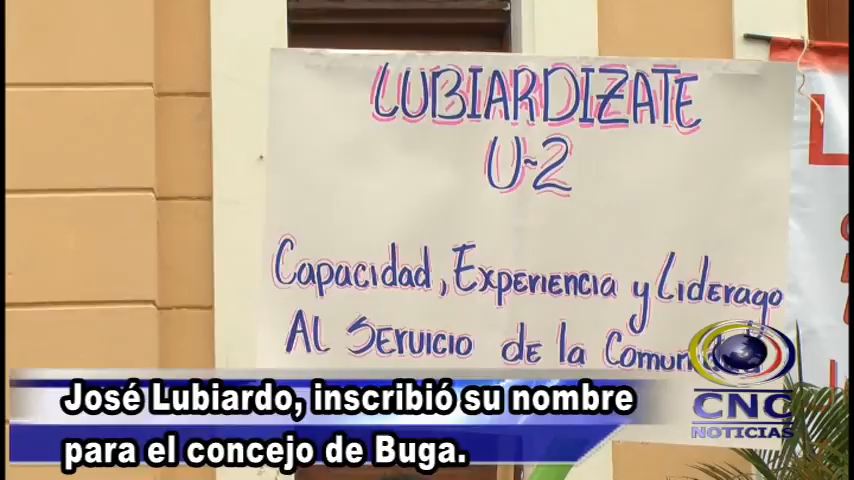 LUBIARDIZATE
U-2
Capacidad, Experiencia y Liderago
Al Servicio de la Comunidad
José Lubiardo, inscribió su nombre
para el concejo de Buga.
CNC
NOTICIAS